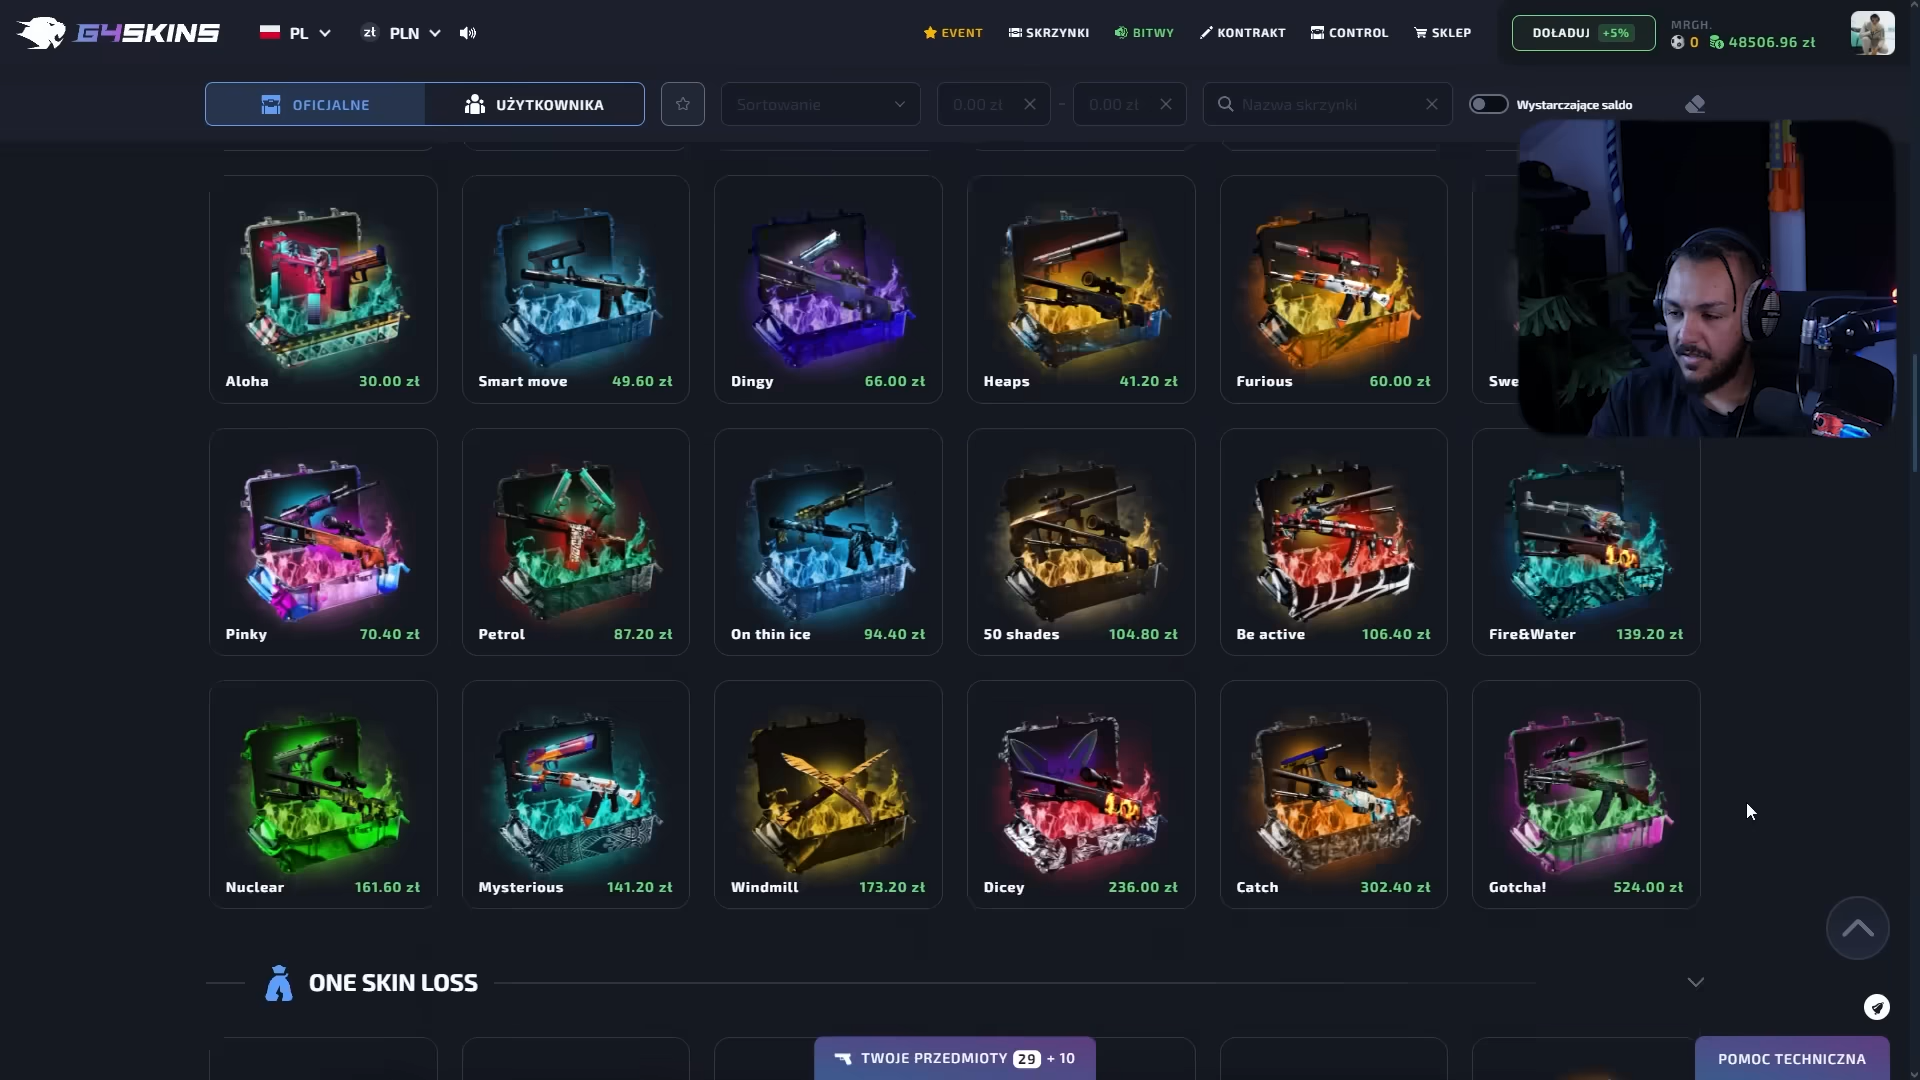 G4SKINS
PL
zł PLN
EVENT
SKRZYNKI
BITWY
KONTRAKT
CONTROL
SKLEP
DOŁADUJ +5%
MRGH.
0 48506.96 zł
OFICJALNE
UŻYTKOWNIKA
Sortowanie
0.00 zł
-
0.00 zł
Nazwa skrzynki
Wystarczające saldo
Aloha 30.00 zł
Smart move 49.60 zł
Dingy 66.00 zł
Heaps 41.20 zł
Furious 60.00 zł
Swe
Pinky 70.40 zł
Petrol 87.20 zł
On thin ice 94.40 zł
50 shades 104.80 zł
Be active 106.40 zł
Fire&Water 139.20 zł
Nuclear 161.60 zł
Mysterious 141.20 zł
Windmill 173.20 zł
Dicey 236.00 zł
Catch 302.40 zł
Gotcha! 524.00 zł
ONE SKIN LOSS
TWOJE PRZEDMIOTY 29 + 10
POMOC TECHNICZNA